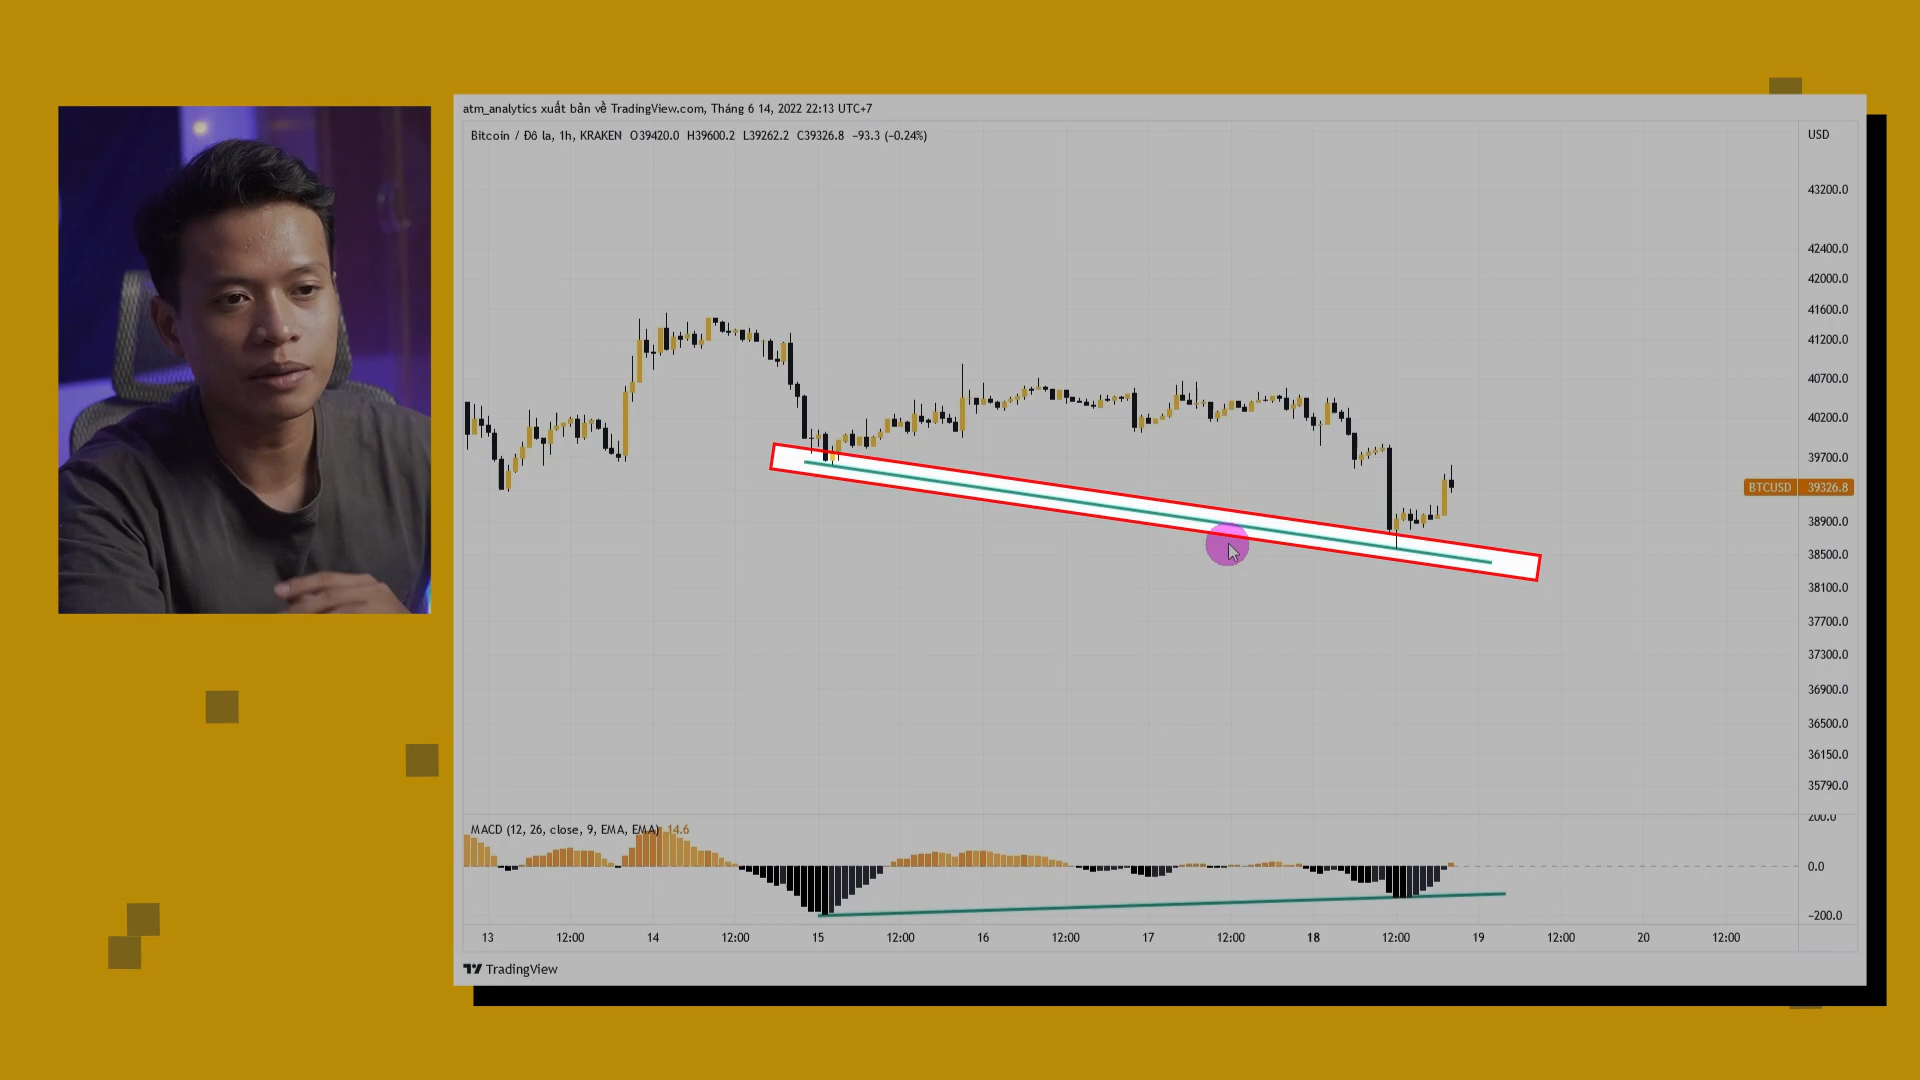 atm_analytics xuất bản về TradingView.com, Tháng 6 14, 2022 22:13 UTC+7
Bitcoin / Đô la, 1h, KRAKEN O39420.0 H39600.2 L39262.2 C39326.8 −93.3 (−0.24%)
USD
43200.0
42400.0
42000.0
41600.0
41200.0
40700.0
40200.0
39700.0
BTCUSD 39326.8
38900.0
38500.0
38100.0
37700.0
37300.0
36900.0
36500.0
36150.0
35790.0
MACD (12, 26, close, 9, EMA, EMA) 14.6
200.0
0.0
−200.0
13 12:00 14 12:00 15 12:00 16 12:00 17 12:00 18 12:00 19 12:00 20 12:00
TradingView